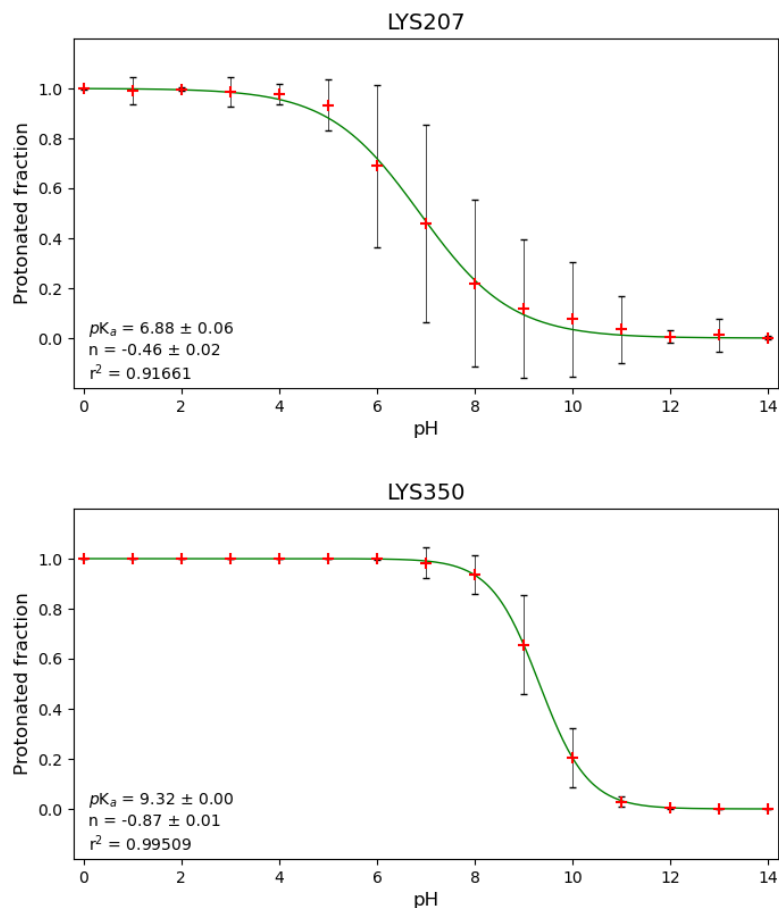 LYS207
Protonated fraction
1.0
0.8
0.6
0.4
0.2
0.0
pKₐ = 6.88 ± 0.06
n = -0.46 ± 0.02
r² = 0.91661
0 2 4 6 8 10 12 14
pH
LYS350
Protonated fraction
1.0
0.8
0.6
0.4
0.2
0.0
pKₐ = 9.32 ± 0.00
n = -0.87 ± 0.01
r² = 0.99509
0 2 4 6 8 10 12 14
pH